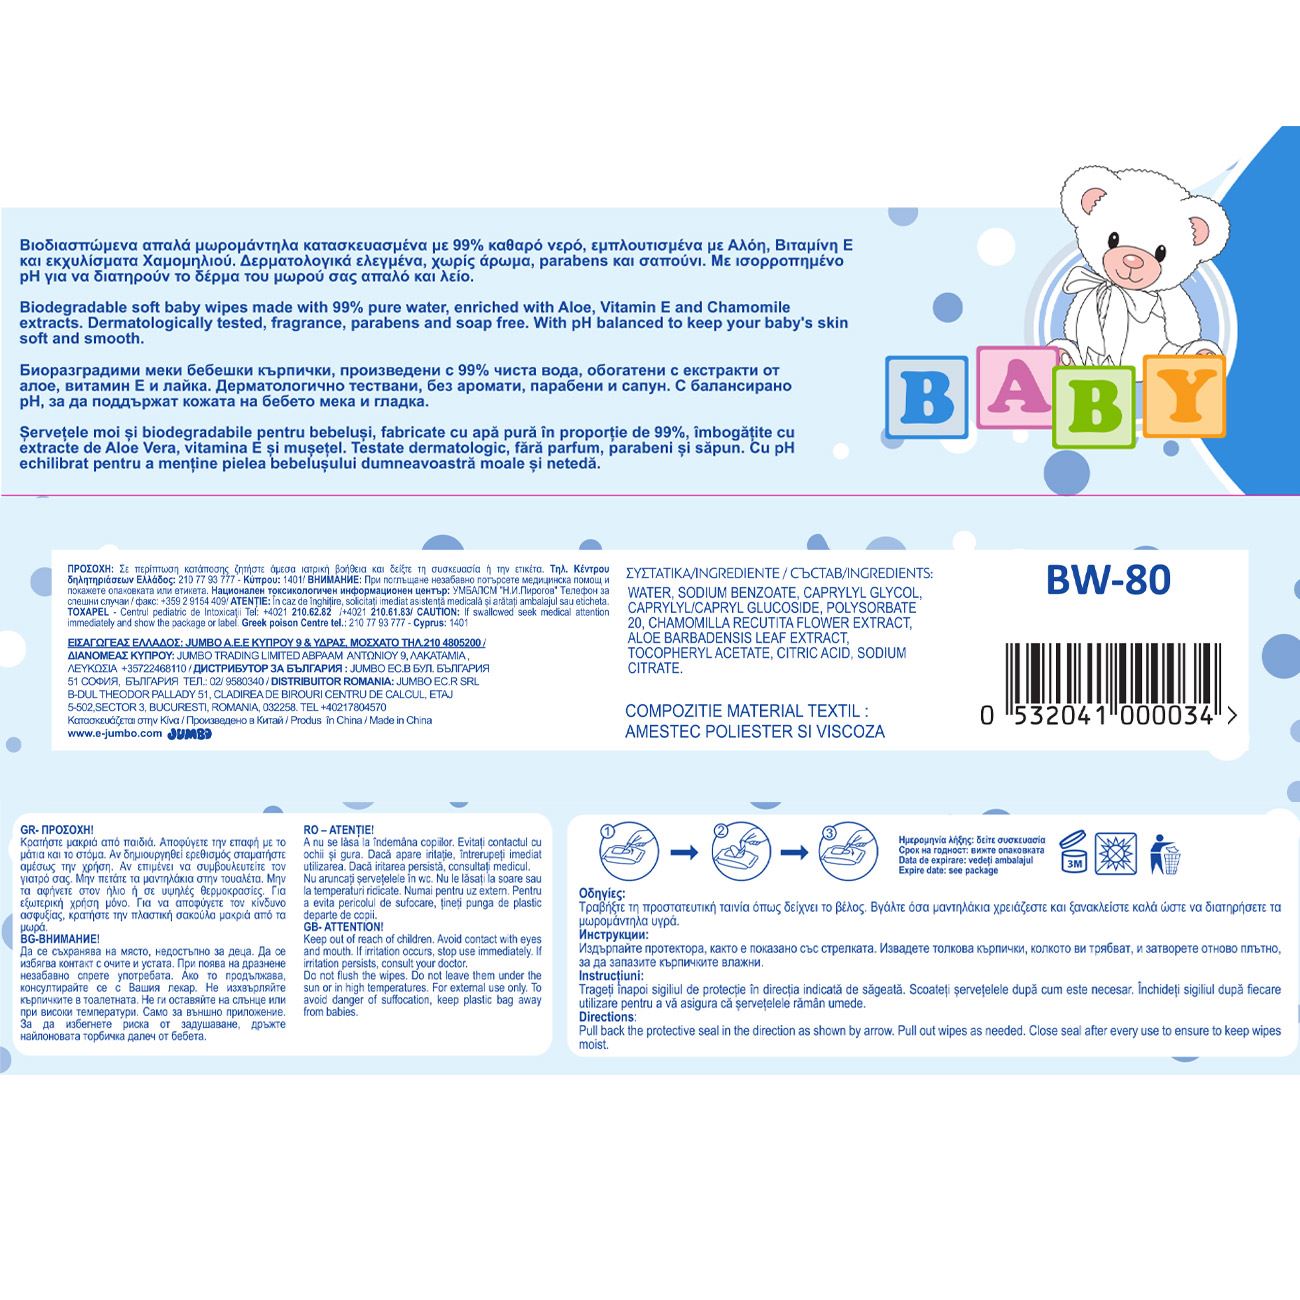 Βιοδιασπώμενα απαλά μωρομάντηλα κατασκευασμένα με 99% καθαρό νερό, εμπλουτισμένα με Αλόη, Βιταμίνη Ε
και εκχυλίσματα Χαμομηλιού. Δερματολογικά ελεγμένα, χωρίς άρωμα, parabens και σαπούνι. Με ισορροπημένο
pH για να διατηρούν το δέρμα του μωρού σας απαλό και λείο.
Biodegradable soft baby wipes made with 99% pure water, enriched with Aloe, Vitamin E and Chamomile
extracts. Dermatologically tested, fragrance, parabens and soap free. With pH balanced to keep your baby's skin
soft and smooth.
Биоразградими меки бебешки кърпички, произведени с 99% чиста вода, обогатени с екстракти от
алое, витамин Е и лайка. Дерматологично тествани, без аромати, парабени и сапун. С балансирано
pH, за да поддържат кожата на бебето мека и гладка.
Șervețele moi și biodegradabile pentru bebeluși, fabricate cu apă pură în proporție de 99%, îmbogățite cu
extracte de Aloe Vera, vitamina E și mușețel. Testate dermatologic, fără parfum, parabeni și săpun. Cu pH
echilibrat pentru a menține pielea bebelușului dumneavoastră moale și netedă.
BABY
ΠΡΟΣΟΧΗ: Σε περίπτωση κατάποσης ζητήστε άμεσα ιατρική βοήθεια και δείξτε τη συσκευασία ή την ετικέτα. Τηλ. Κέντρου
δηλητηριάσεων Ελλάδος: 210 77 93 777 - Κύπρου: 1401/ ВНИМАНИЕ: При поглъщане незабавно потърсете медицинска помощ и
покажете опаковката или етикета. Национален токсикологичен информационен център: УМБАЛСМ "Н.И.Пирогов" Телефон за
спешни случаи / факс: +359 2 9154 409/ ATENȚIE: În caz de înghițire, solicitați imediat asistență medicală și arătați ambalajul sau eticheta.
TOXAPEL - Centrul pediatric de Intoxicații Tel: +4021 210.62.82 /+4021 210.61.83/ CAUTION: If swallowed seek medical attention
immediately and show the package or label. Greek poison Centre tel.: 210 77 93 777 - Cyprus: 1401
ΕΙΣΑΓΩΓΕΑΣ ΕΛΛΑΔΟΣ: JUMBO A.E.E ΚΥΠΡΟΥ 9 & ΥΔΡΑΣ, ΜΟΣΧΑΤΟ ΤΗΛ.210 4805200 /
ΔΙΑΝΟΜΕΑΣ ΚΥΠΡΟΥ: JUMBO TRADING LIMITED ΑΒΡΑΑΜ ΑΝΤΩΝΙΟΥ 9, ΛΑΚΑΤΑΜΙΑ ,
ΛΕΥΚΩΣΙΑ +35722468110 / ДИСТРИБУТОР ЗА БЪЛГАРИЯ : JUMBO EC.B БУЛ. БЪЛГАРИЯ
51 СОФИЯ, БЪЛГАРИЯ ТЕЛ.: 02/ 9580340 / DISTRIBUITOR ROMANIA: JUMBO EC.R SRL
B-DUL THEODOR PALLADY 51, CLADIREA DE BIROURI CENTRU DE CALCUL, ETAJ
5-502,SECTOR 3, BUCURESTI, ROMANIA, 032258. TEL +40217804570
Κατασκευάζεται στην Κίνα / Произведено в Китай / Produs în China / Made in China
www.e-jumbo.com JUMBO
ΣΥΣΤΑΤΙΚΑ/INGREDIENTE / СЪСТАВ/INGREDIENTS:
WATER, SODIUM BENZOATE, CAPRYLYL GLYCOL,
CAPRYLYL/CAPRYL GLUCOSIDE, POLYSORBATE
20, CHAMOMILLA RECUTITA FLOWER EXTRACT,
ALOE BARBADENSIS LEAF EXTRACT,
TOCOPHERYL ACETATE, CITRIC ACID, SODIUM
CITRATE.
COMPOZITIE MATERIAL TEXTIL :
AMESTEC POLIESTER SI VISCOZA
BW-80
0 532041 000034 >
GR- ΠΡΟΣΟΧΗ!
Κρατήστε μακριά από παιδιά. Αποφύγετε την επαφή με το
μάτια και το στόμα. Αν δημιουργηθεί ερεθισμός σταματήστε
αμέσως την χρήση. Αν επιμένει να συμβουλευτείτε τον
γιατρό σας. Μην πετάτε τα μαντηλάκια στην τουαλέτα. Μην
τα αφήνετε στον ήλιο ή σε υψηλές θερμοκρασίες. Για
εξωτερική χρήση μόνο. Για να αποφύγετε τον κίνδυνο
ασφυξίας, κρατήστε την πλαστική σακούλα μακριά από τα
μωρά.
BG-ВНИМАНИЕ!
Да се съхранява на място, недостъпно за деца. Да се
избягва контакт с очите и устата. При поява на дразнене
незабавно спрете употребата. Ако то продължава,
консултирайте се с Вашия лекар. Не изхвърляйте
кърпичките в тоалетната. Не ги оставяйте на слънце или
при високи температури. Само за външно приложение.
За да избегнете риска от задушаване, дръжте
найлоновата торбичка далеч от бебета.
RO – ATENȚIE!
A nu se lăsa la îndemâna copiilor. Evitați contactul cu
ochii și gura. Dacă apare iritație, întrerupeți imediat
utilizarea. Dacă iritarea persistă, consultați medicul.
Nu aruncați șervețelele în wc. Nu le lăsați la soare sau
la temperaturi ridicate. Numai pentru uz extern. Pentru
a evita pericolul de sufocare, țineți punga de plastic
departe de copii.
GB- ATTENTION!
Keep out of reach of children. Avoid contact with eyes
and mouth. If irritation occurs, stop use immediately. If
irritation persists, consult your doctor.
Do not flush the wipes. Do not leave them under the
sun or in high temperatures. For external use only. To
avoid danger of suffocation, keep plastic bag away
from babies.
1 2 3
Ημερομηνία λήξης: δείτε συσκευασία
Срок на годност: вижте опаковката
Data de expirare: vedeți ambalajul
Expire date: see package
3M
Οδηγίες:
Τραβήξτε τη προστατευτική ταινία όπως δείχνει το βέλος. Βγάλτε όσα μαντηλάκια χρειάζεστε και ξανακλείστε καλά ώστε να διατηρήσετε τα
μωρομάντηλα υγρά.
Инструкции:
Издърпайте протектора, както е показано със стрелката. Извадете толкова кърпички, колкото ви трябват, и затворете отново плътно,
за да запазите кърпичките влажни.
Instrucțiuni:
Trageți înapoi sigiliul de protecție în direcția indicată de săgeată. Scoateți șervețelele după cum este necesar. Închideți sigiliul după fiecare
utilizare pentru a vă asigura că șervețelele rămân umede.
Directions:
Pull back the protective seal in the direction as shown by arrow. Pull out wipes as needed. Close seal after every use to ensure to keep wipes
moist.